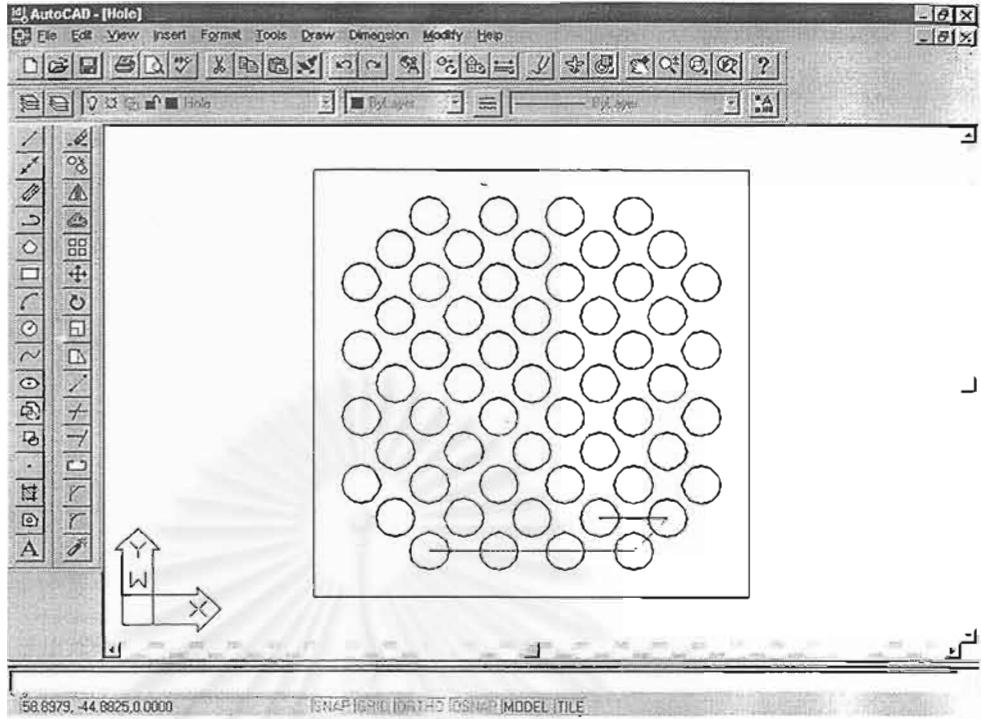 AutoCAD - [Hole]
File Edit View Insert Format Tools Draw Dimension Modify Help
Hole ByLayer ByLayer
A
Y
W
X
58.8979, -44.8825,0.0000 SNAP GRID ORTHO OSNAP MODEL TILE